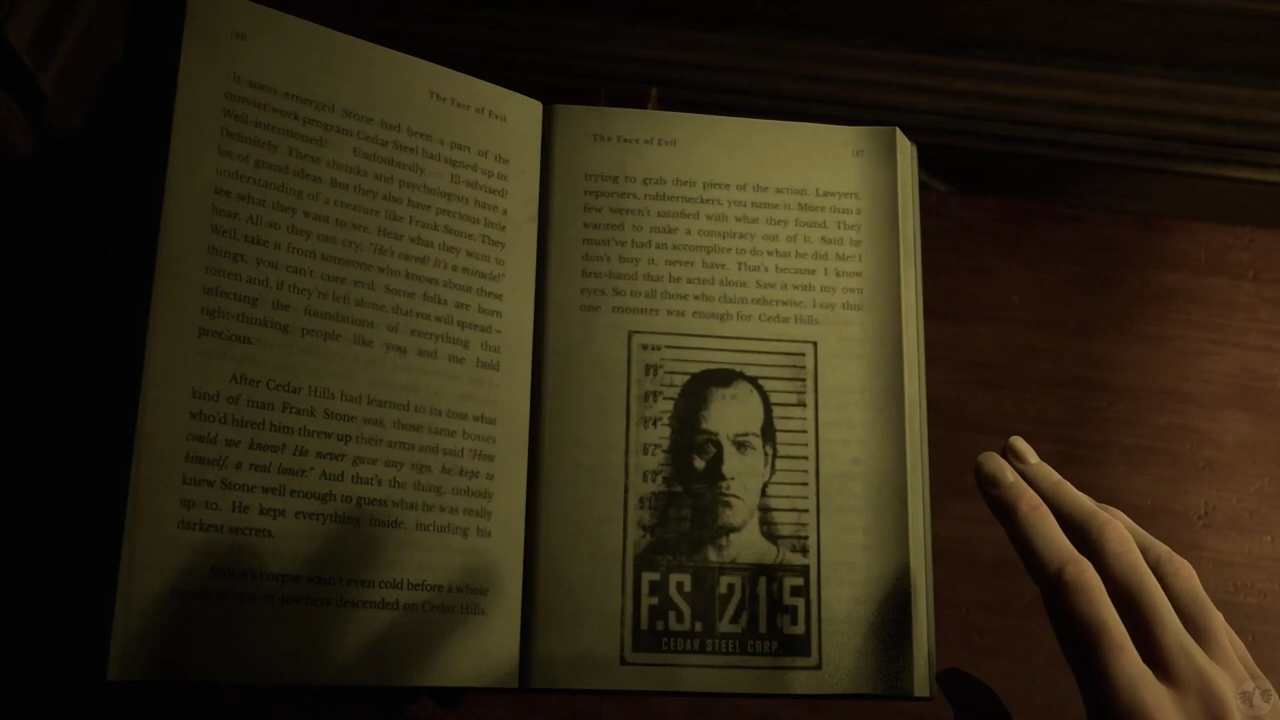 186
The Face of Evil
It soon emerged Stone had been a part of the
convict work program Cedar Steel had signed up to.
Well-intentioned? Undoubtedly. Ill-advised?
Definitely. These shrinks and psychologists have a
lot of grand ideas. But they also have precious little
understanding of a creature like Frank Stone. They
see what they want to see. Hear what they want to
hear. All so they can cry, "He's cured! It's a miracle!"
Well, take it from someone who knows about these
things, you can't cure evil. Some folks are born
rotten and, if they're left alone, that rot will spread –
infecting the foundations of everything that
right-thinking people like you and me hold
precious.
After Cedar Hills had learned to its cost what
kind of man Frank Stone was, those same bosses
who'd hired him threw up their arms and said "How
could we know? He never gave any sign, he kept to
himself, a real loner." And that's the thing, nobody
knew Stone well enough to guess what he was really
up to. He kept everything inside, including his
darkest secrets.
Stone's corpse wasn't even cold before a whole
of out-of-towners descended on Cedar Hills,
The Face of Evil
187
trying to grab their piece of the action. Lawyers,
reporters, rubberneckers, you name it. More than a
few weren't satisfied with what they found. They
wanted to make a conspiracy out of it. Said he
must've had an accomplice to do what he did. Me? I
don't buy it, never have. That's because I know
first-hand that he acted alone. Saw it with my own
eyes. So to all those who claim otherwise, I say this:
one monster was enough for Cedar Hills.
6'8"
6'6"
6'4"
6'2"
6'0"
F.S. 215
CEDAR STEEL CORP.